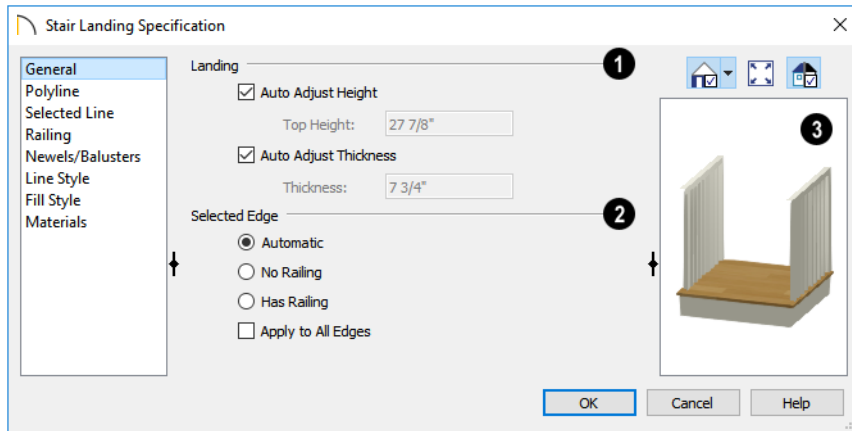 Stair Landing Specification
General
Polyline
Selected Line
Railing
Newels/Balusters
Line Style
Fill Style
Materials
Landing
1
Auto Adjust Height
Top Height: 27 7/8"
Auto Adjust Thickness
Thickness: 7 3/4"
Selected Edge
2
Automatic
No Railing
Has Railing
Apply to All Edges
3
OK Cancel Help